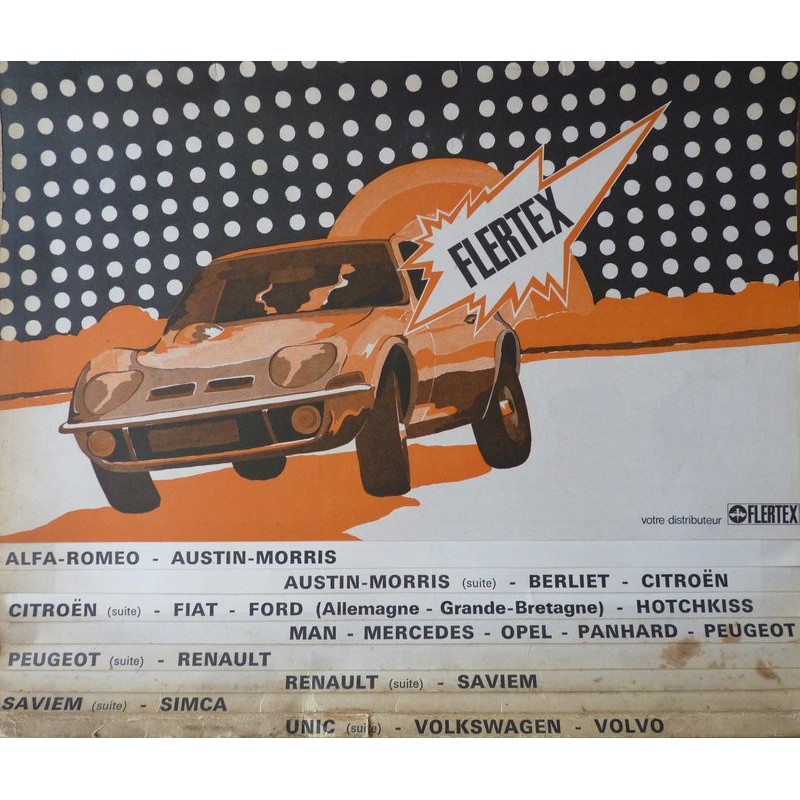 FLERTEX
votre distributeur FLERTEX
ALFA-ROMEO - AUSTIN-MORRIS
AUSTIN-MORRIS (suite) - BERLIET - CITROËN
CITROËN (suite) - FIAT - FORD (Allemagne - Grande-Bretagne) - HOTCHKISS
MAN - MERCEDES - OPEL - PANHARD - PEUGEOT
PEUGEOT (suite) - RENAULT
RENAULT (suite) - SAVIEM
SAVIEM (suite) - SIMCA
UNIC (suite) - VOLKSWAGEN - VOLVO